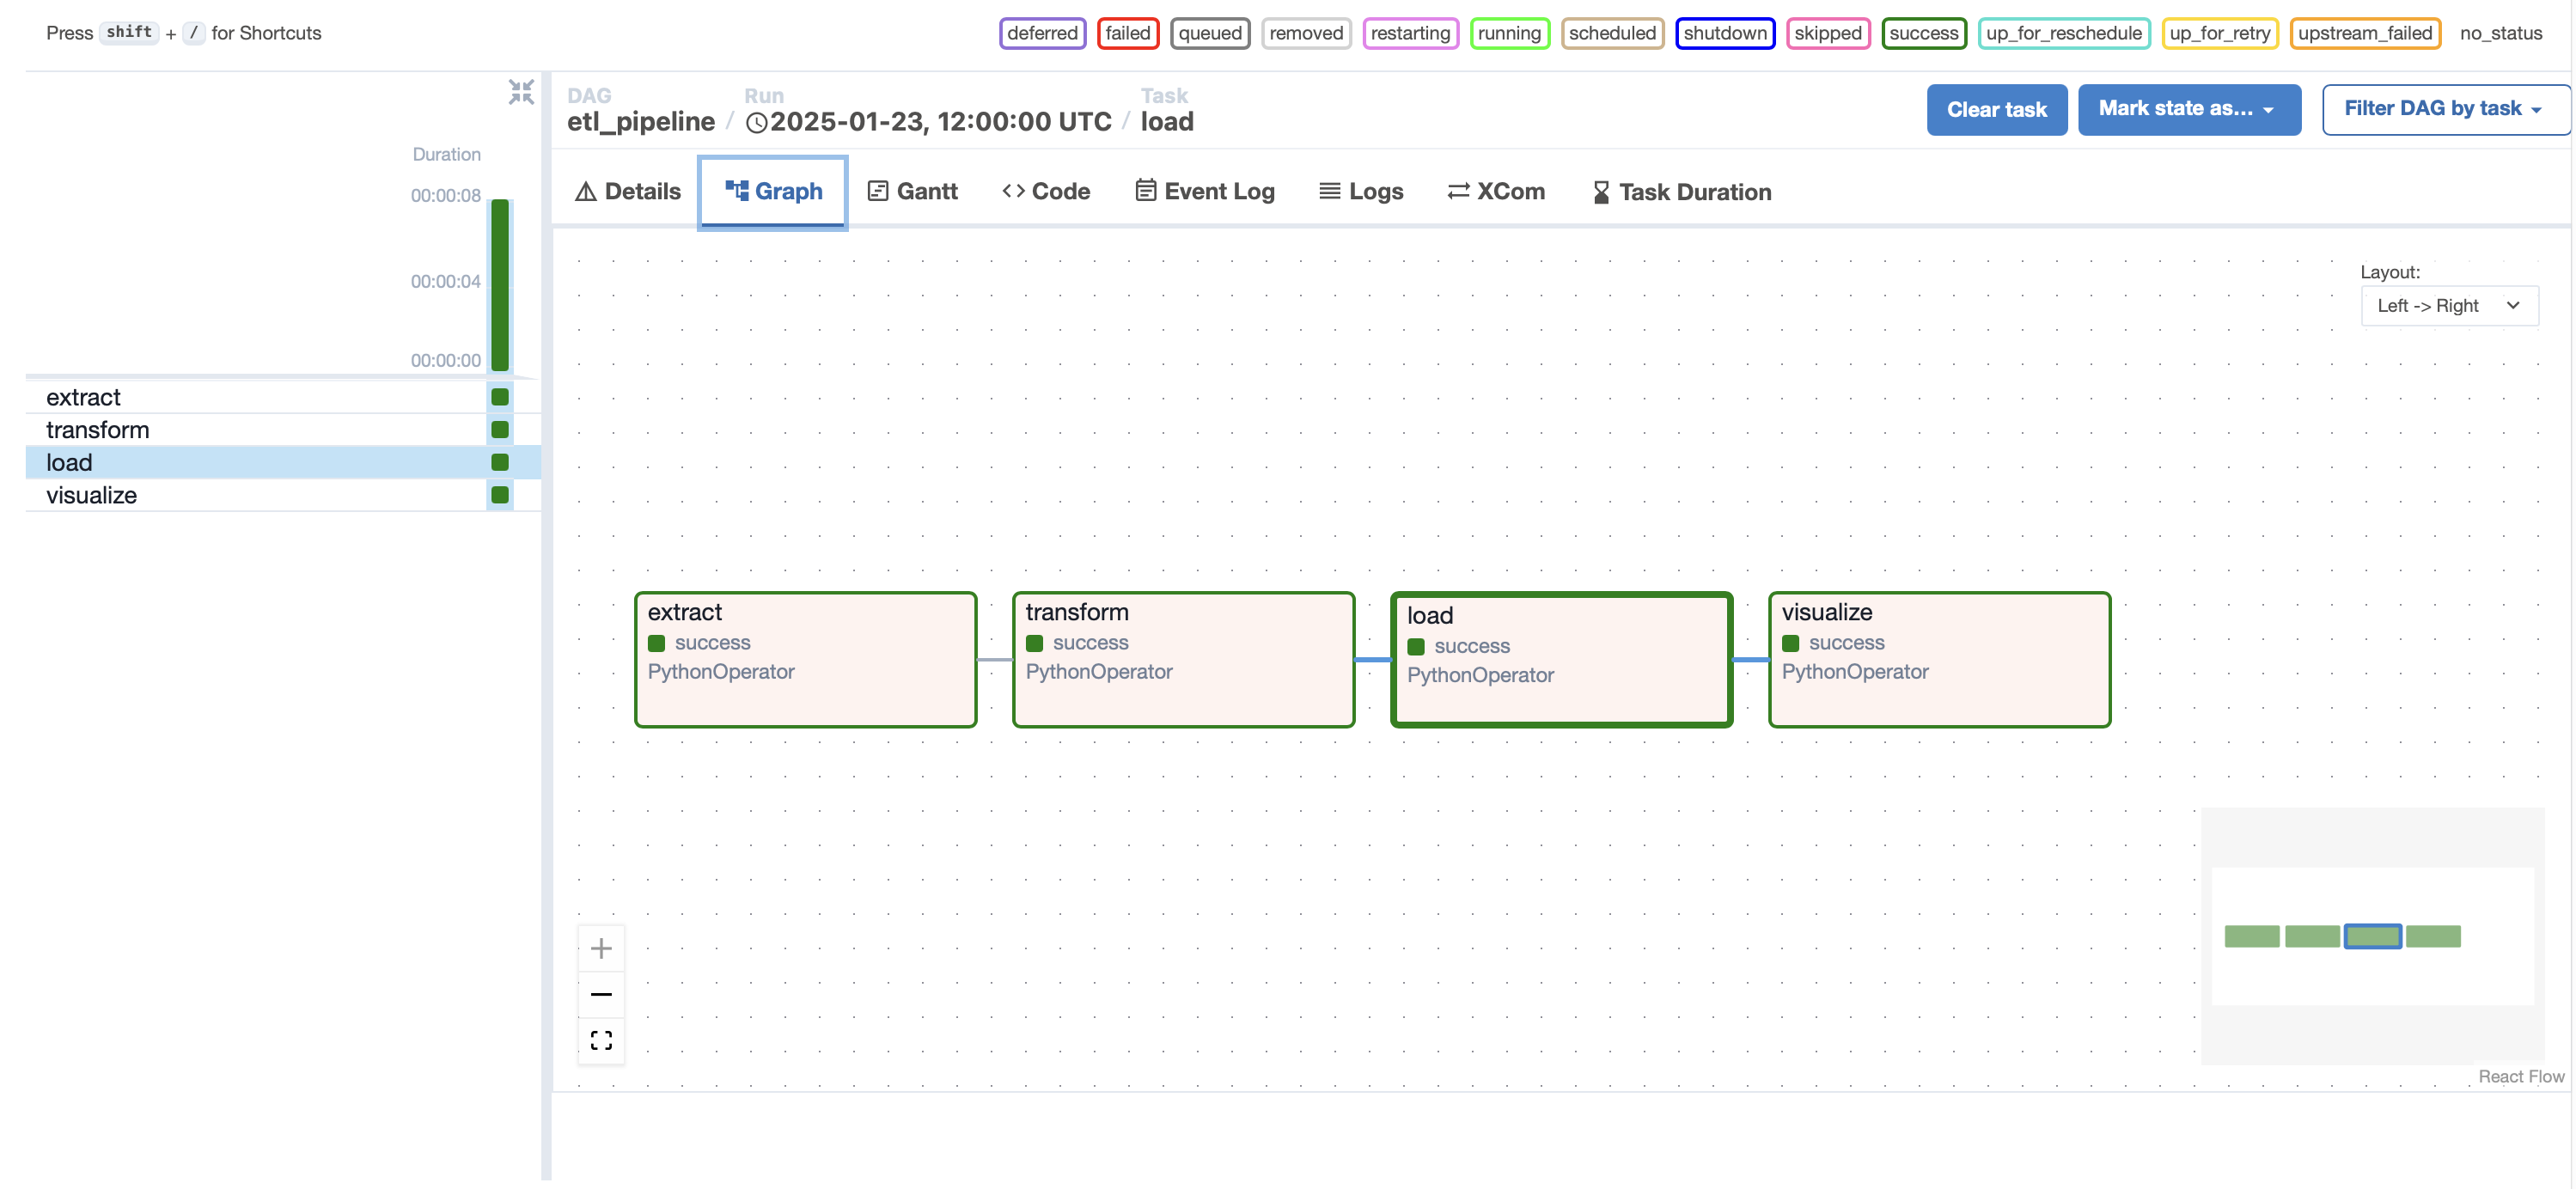 Press shift + / for Shortcuts
deferred failed queued removed restarting running scheduled shutdown skipped success up_for_reschedule up_for_retry upstream_failed no_status
DAG Run Task
etl_pipeline / 2025-01-23, 12:00:00 UTC / load
Clear task Mark state as... Filter DAG by task
Details Graph Gantt Code Event Log Logs XCom Task Duration
Duration
00:00:08
00:00:04
00:00:00
extract
transform
load
visualize
Layout:
Left -> Right
extract
success
PythonOperator
transform
success
PythonOperator
load
success
PythonOperator
visualize
success
PythonOperator
React Flow